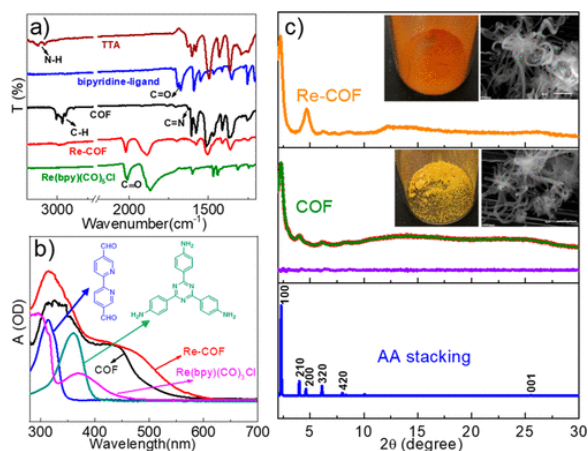 a)
TTA
N-H
bipyridine-ligand
C=O
COF
C=N
C-H
Re-COF
Re(bpy)(CO)3Cl
C=O
T (%)
3000 1500
Wavenumber(cm-1)
b)
CHO
CHO
NH2
H2N
NH2
COF
Re-COF
Re(bpy)(CO)3Cl
A (OD)
300 400 500 600 700
Wavelength(nm)
c)
Re-COF
COF
100
210
200
320
420
001
AA stacking
5 10 15 20 25 30
2θ (degree)